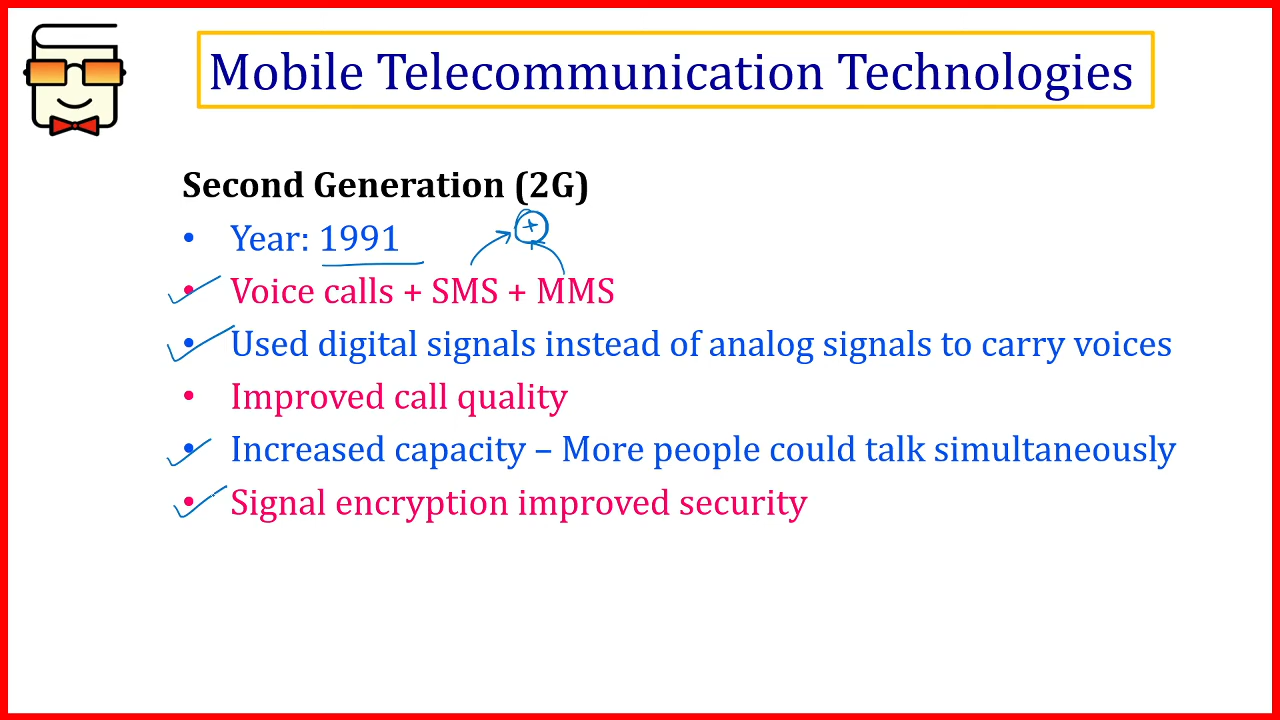 Mobile Telecommunication Technologies
Second Generation (2G)
• Year: 1991
+
• Voice calls + SMS + MMS
• Used digital signals instead of analog signals to carry voices
• Improved call quality
• Increased capacity – More people could talk simultaneously
• Signal encryption improved security